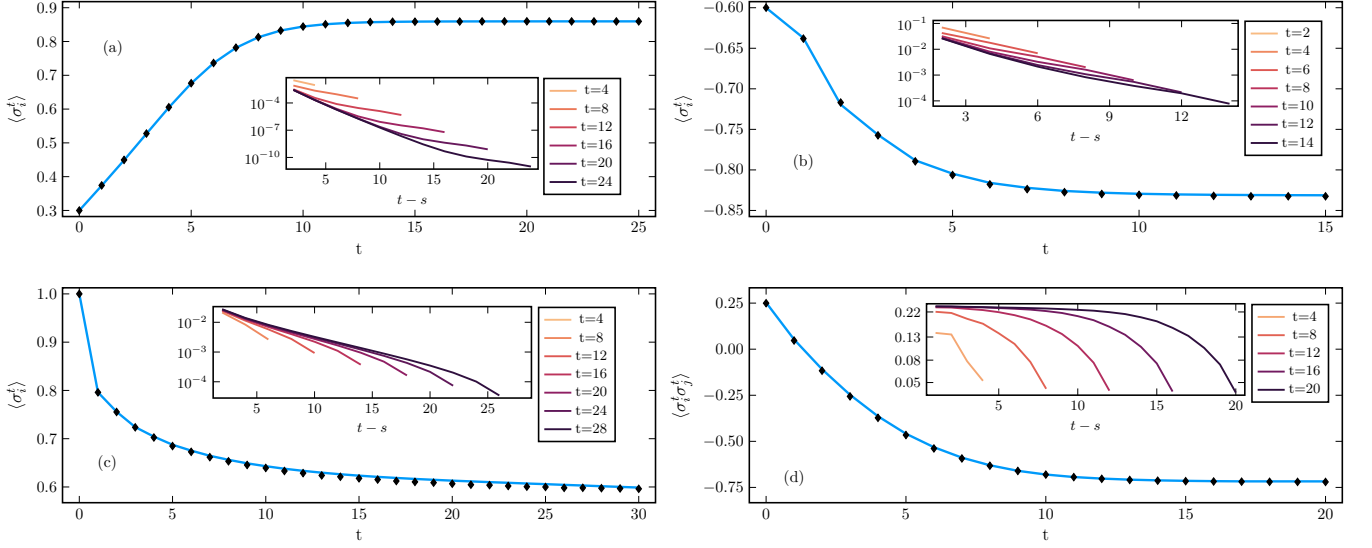 (a)
⟨σ_i^t⟩
0.9
0.8
0.7
0.6
0.5
0.4
0.3
0 5 10 15 20 25
t
10^{−4}
10^{−7}
10^{−10}
5 10 15 20
t − s
t=4
t=8
t=12
t=16
t=20
t=24
(b)
⟨σ_i^t⟩
−0.60
−0.65
−0.70
−0.75
−0.80
−0.85
0 5 10 15
t
10^{−1}
10^{−2}
10^{−3}
10^{−4}
3 6 9 12
t − s
t=2
t=4
t=6
t=8
t=10
t=12
t=14
(c)
⟨σ_i^t⟩
1.0
0.9
0.8
0.7
0.6
0 5 10 15 20 25 30
t
10^{−2}
10^{−3}
10^{−4}
5 10 15 20 25
t − s
t=4
t=8
t=12
t=16
t=20
t=24
t=28
(d)
⟨σ_i^t σ_j^t⟩
0.25
0.00
−0.25
−0.50
−0.75
0 5 10 15 20
t
0.22
0.13
0.08
0.05
5 10 15 20
t − s
t=4
t=8
t=12
t=16
t=20